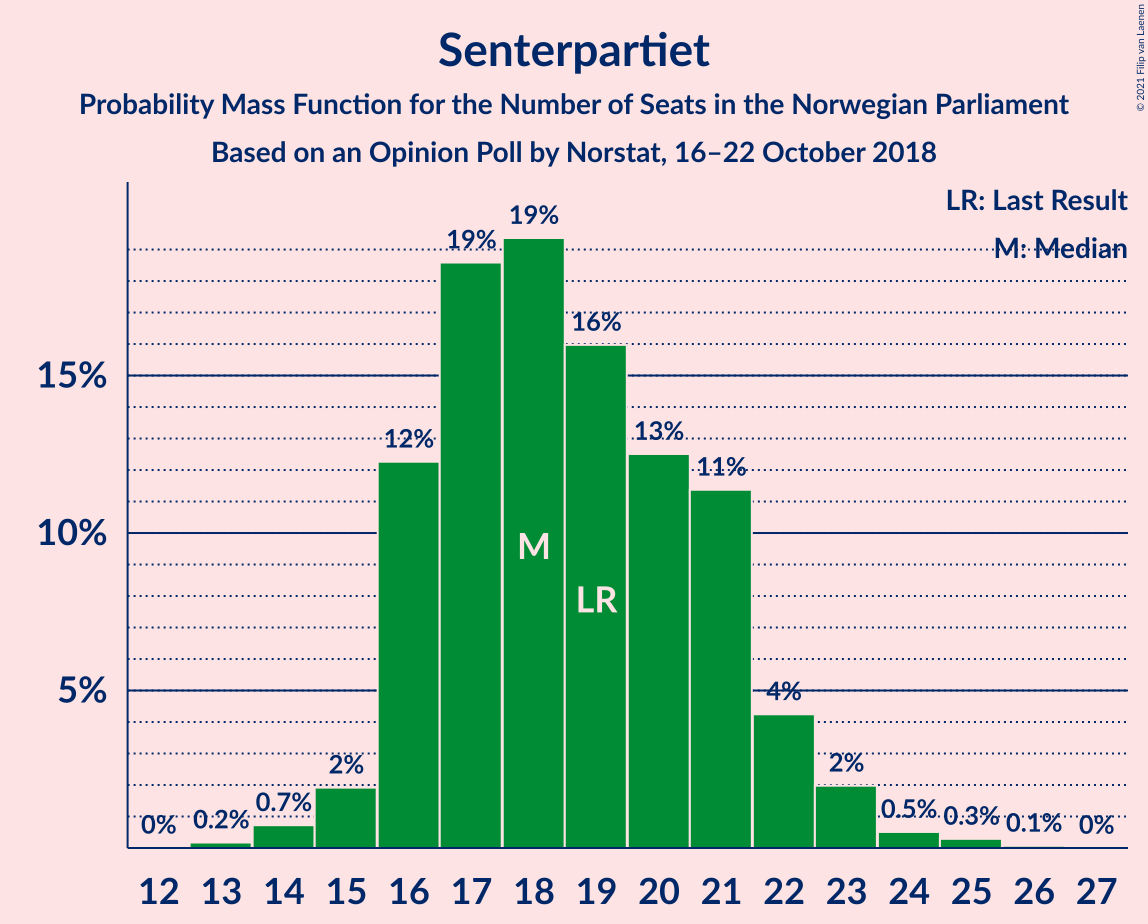 Senterpartiet
Probability Mass Function for the Number of Seats in the Norwegian Parliament
Based on an Opinion Poll by Norstat, 16–22 October 2018
© 2021 Filip van Laenen
LR: Last Result
M: Median
15%
10%
5%
0%
0.2%
0.7%
2%
12%
19%
19%
16%
13%
11%
4%
2%
0.5%
0.3%
0.1%
0%
M
LR
12 13 14 15 16 17 18 19 20 21 22 23 24 25 26 27